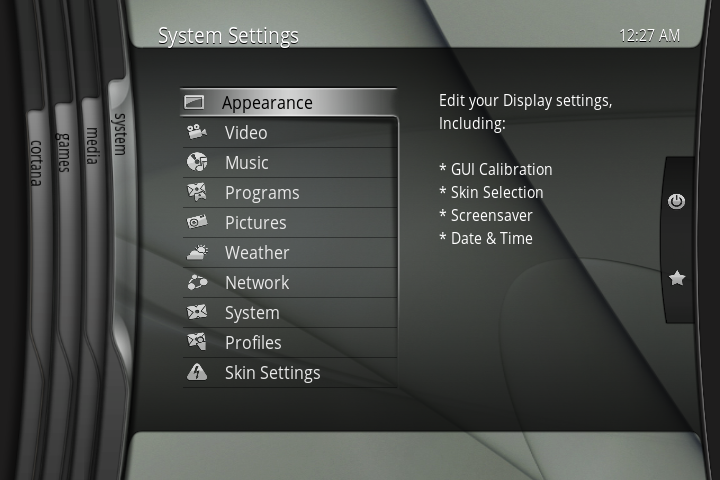 System Settings
12:27 AM
cortana
games
media
system
Appearance
Video
Music
Programs
Pictures
Weather
Network
System
Profiles
Skin Settings
Edit your Display settings,
Including:
* GUI Calibration
* Skin Selection
* Screensaver
* Date & Time